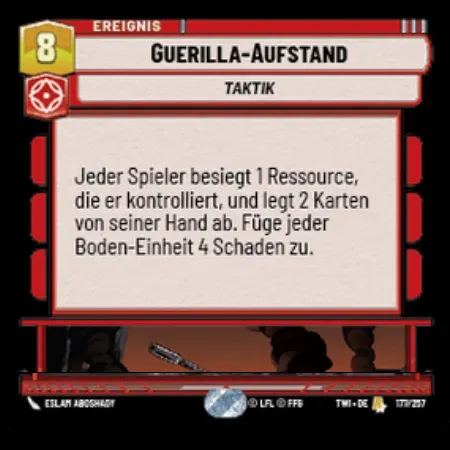 EREIGNIS
8
GUERILLA-AUFSTAND
TAKTIK
Jeder Spieler besiegt 1 Ressource,
die er kontrolliert, und legt 2 Karten
von seiner Hand ab. Füge jeder
Boden-Einheit 4 Schaden zu.
ESLAM ABOSHADY © LFL © FFG TWI • DE 177/257